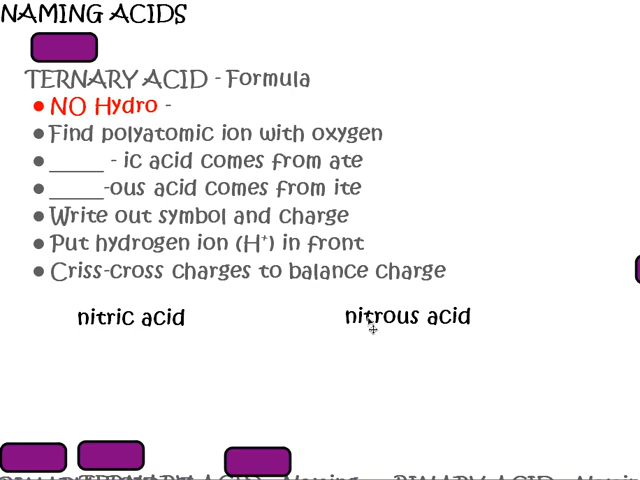 NAMING ACIDS
TERNARY ACID - Formula
• NO Hydro -
• Find polyatomic ion with oxygen
• ______ - ic acid comes from ate
• ______-ous acid comes from ite
• Write out symbol and charge
• Put hydrogen ion (H⁺) in front
• Criss-cross charges to balance charge
nitric acid nitrous acid